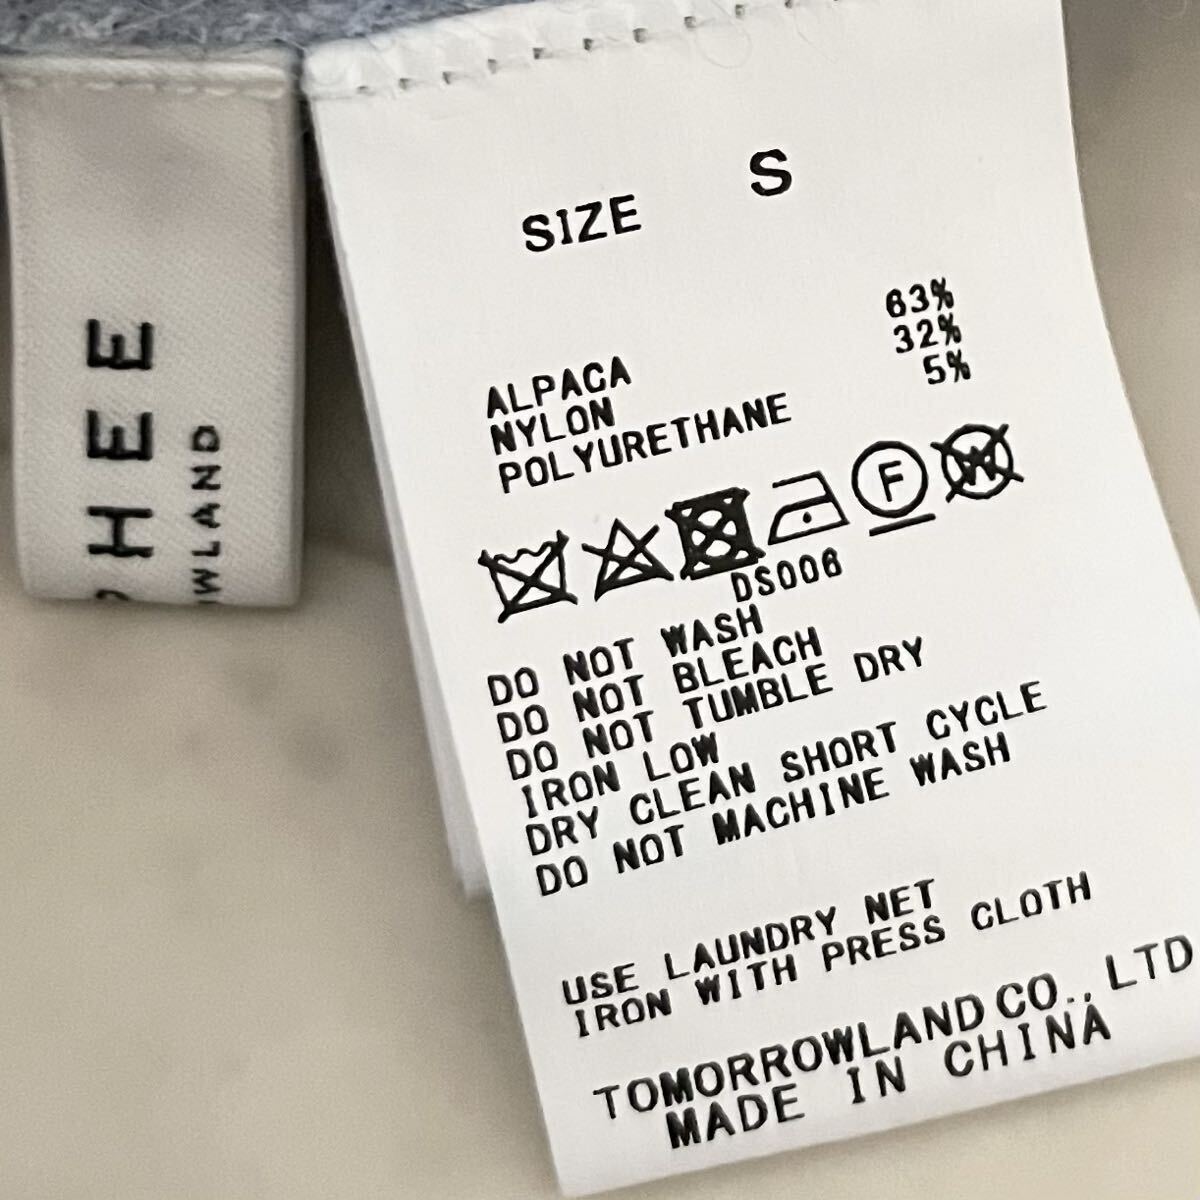 HEE
OWLAND
SIZE S
ALPACA 63%
NYLON 32%
POLYURETHANE 5%
F W
DS006
DO NOT WASH
DO NOT BLEACH
DO NOT TUMBLE DRY
IRON LOW
DRY CLEAN SHORT CYCLE
DO NOT MACHINE WASH
USE LAUNDRY NET
IRON WITH PRESS CLOTH
TOMORROWLAND CO., LTD
MADE IN CHINA